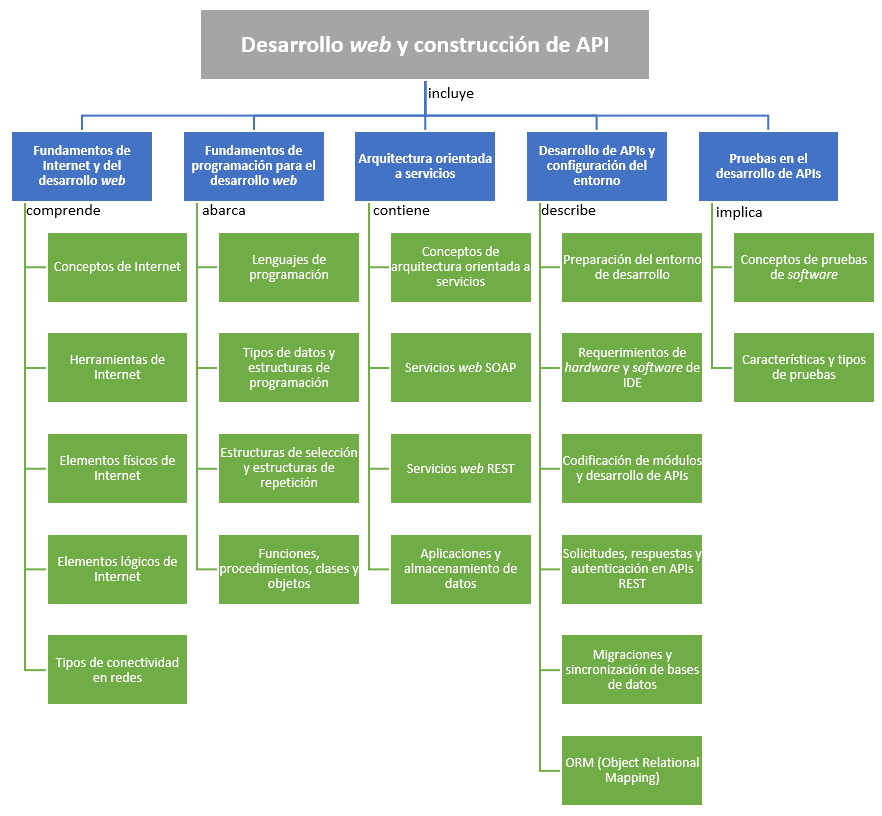 Desarrollo web y construcción de API
incluye
Fundamentos de
Internet y del
desarrollo web
comprende
Conceptos de Internet
Herramientas de
Internet
Elementos físicos de
Internet
Elementos lógicos de
Internet
Tipos de conectividad
en redes
Fundamentos de
programación para el
desarrollo web
abarca
Lenguajes de
programación
Tipos de datos y
estructuras de
programación
Estructuras de selección
y estructuras de
repetición
Funciones,
procedimientos, clases y
objetos
Arquitectura orientada
a servicios
contiene
Conceptos de
arquitectura orientada a
servicios
Servicios web SOAP
Servicios web REST
Aplicaciones y
almacenamiento de
datos
Desarrollo de APIs y
configuración del
entorno
describe
Preparación del entorno
de desarrollo
Requerimientos de
hardware y software de
IDE
Codificación de módulos
y desarrollo de APIs
Solicitudes, respuestas y
autenticación en APIs
REST
Migraciones y
sincronización de bases
de datos
ORM (Object Relational
Mapping)
Pruebas en el
desarrollo de APIs
implica
Conceptos de pruebas
de software
Características y tipos
de pruebas